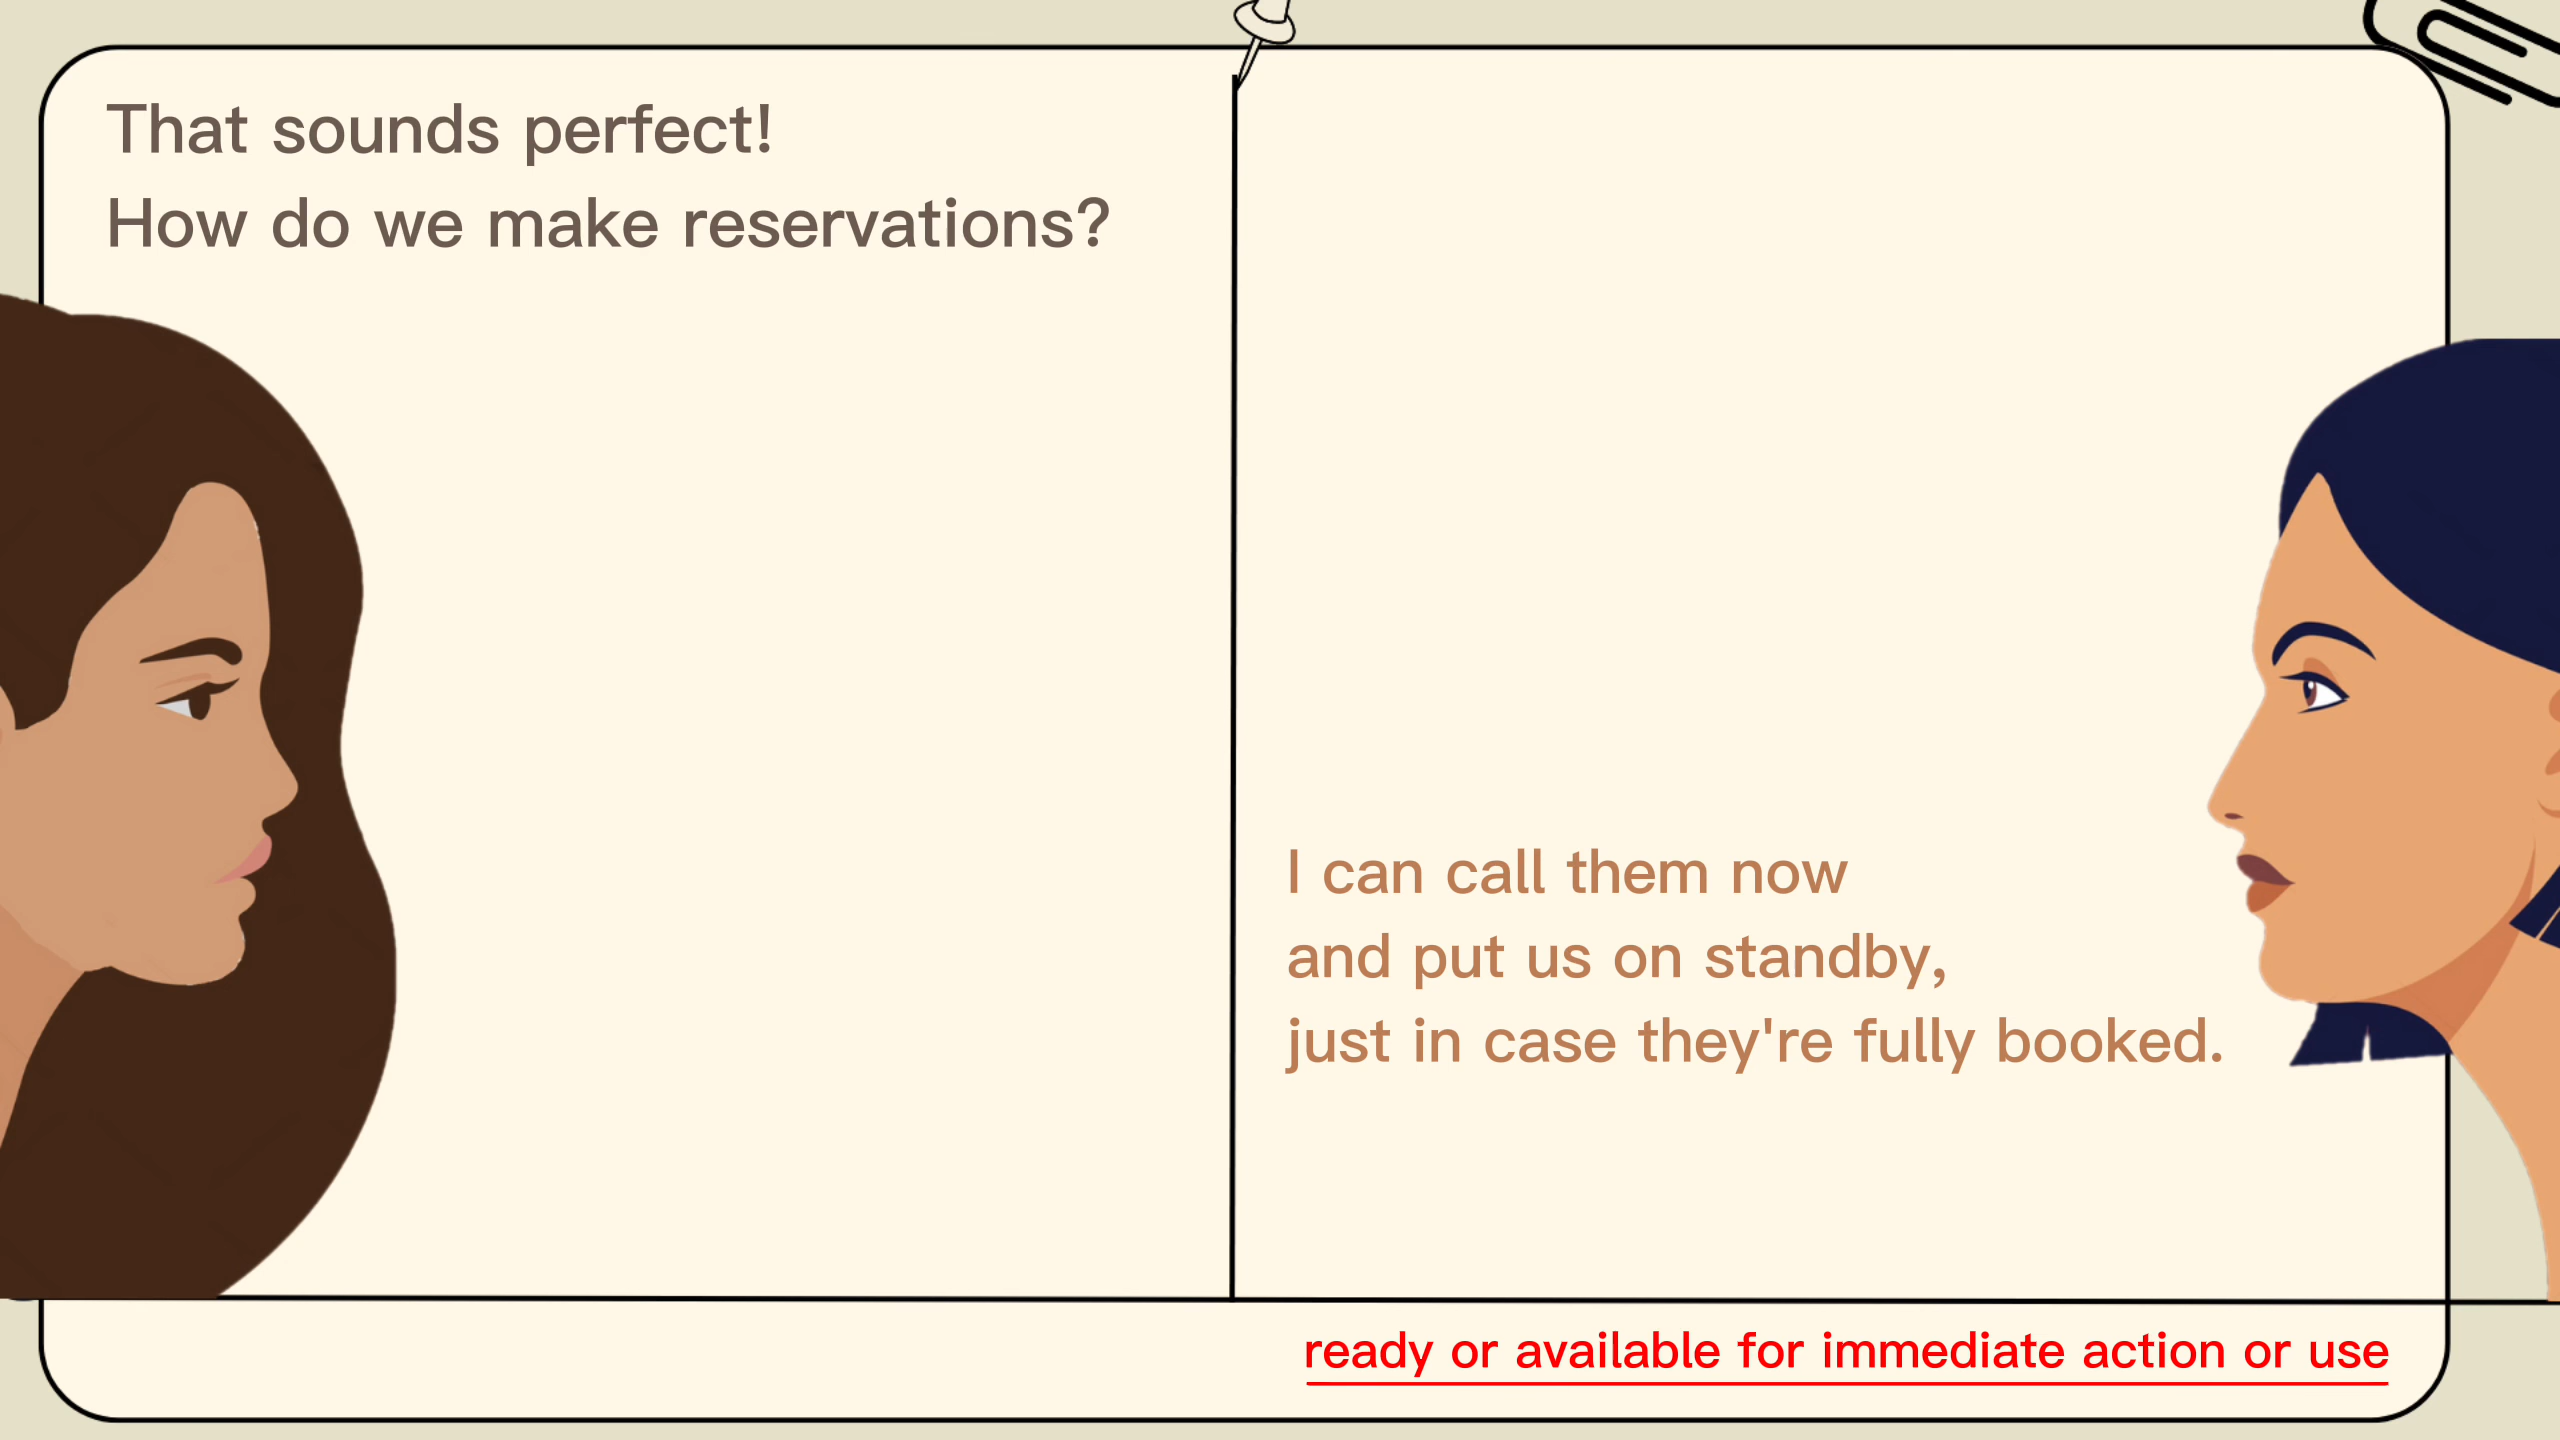 That sounds perfect!
How do we make reservations?
I can call them now
and put us on standby,
just in case they're fully booked.
ready or available for immediate action or use